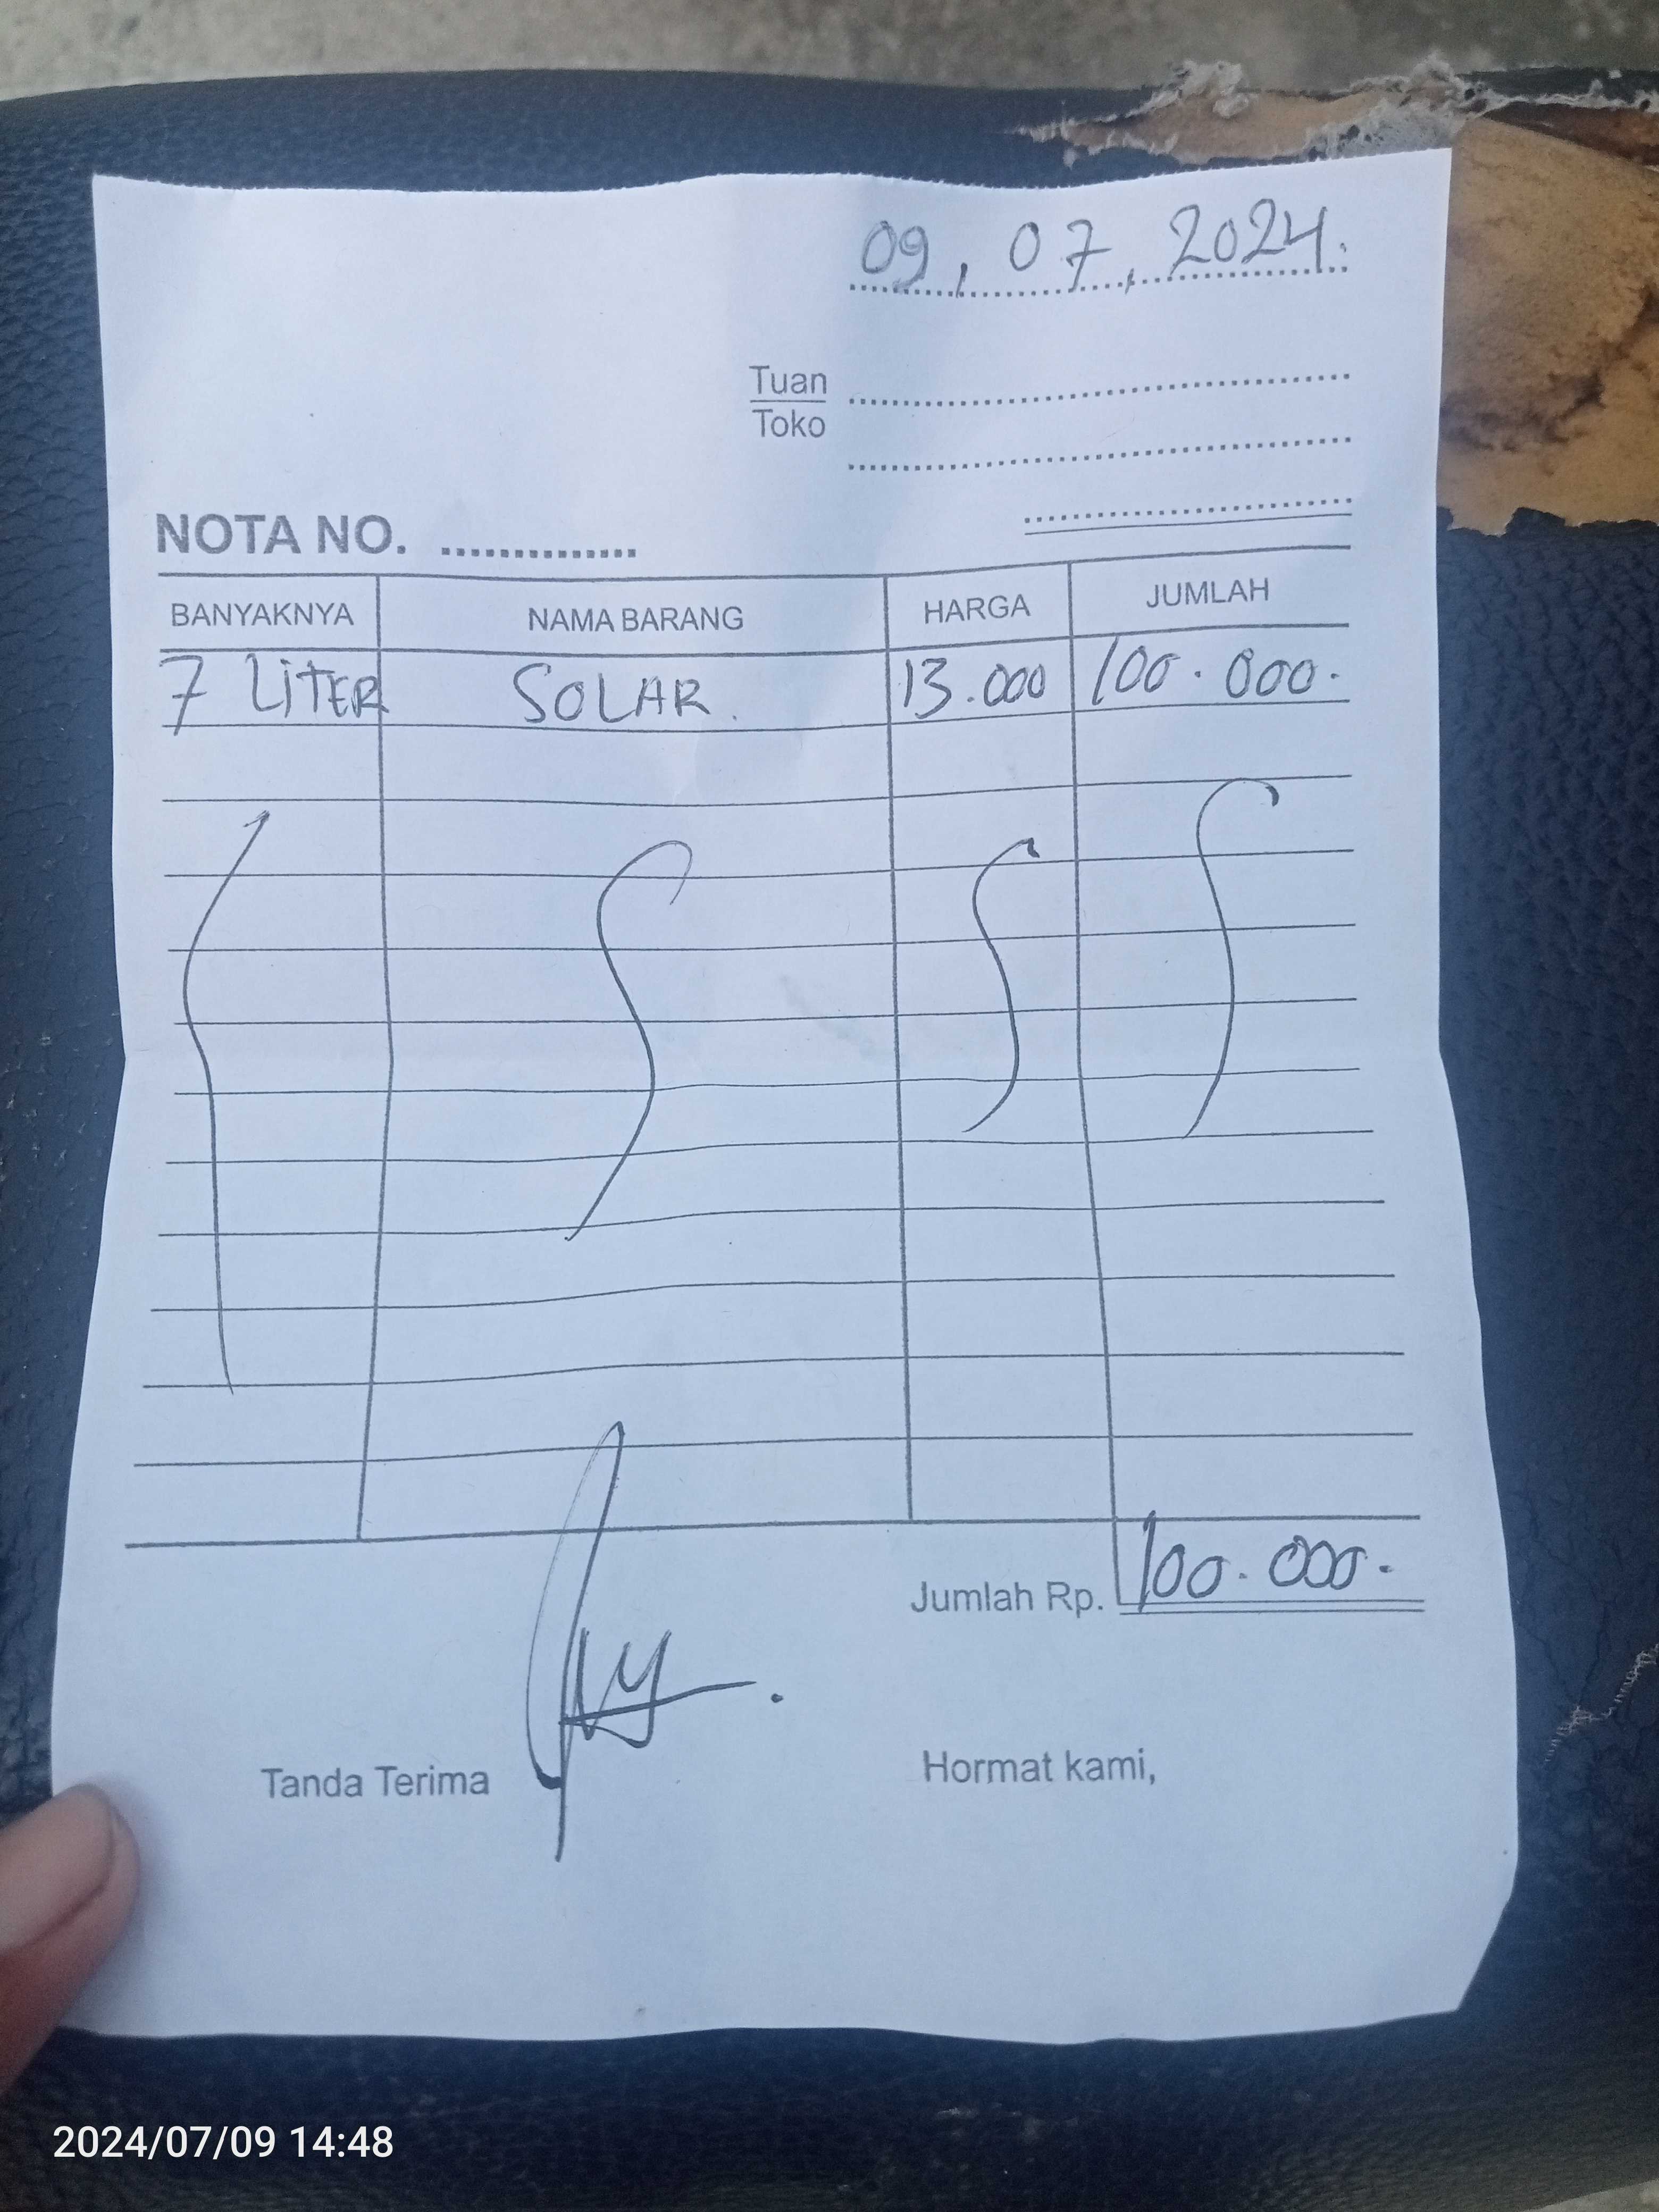 09, 07, 2024.
Tuan
Toko
NOTA NO. ..............
BANYAKNYA NAMA BARANG HARGA JUMLAH
7 LiTER SOLAR. 13.000 100.000.
Jumlah Rp. 100.000.
Tanda Terima Hormat kami,
2024/07/09 14:48